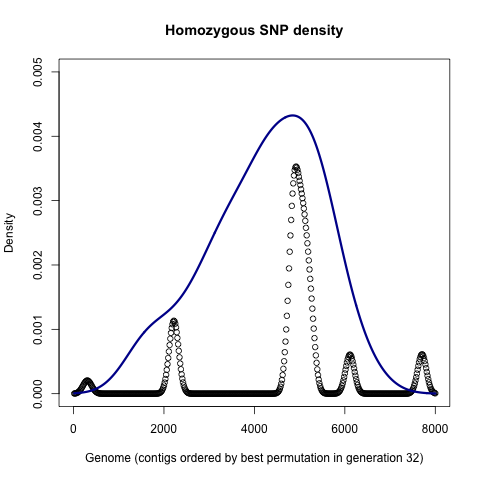 Homozygous SNP density
0.005
0.004
0.003
0.002
0.001
0.000
Density
0 2000 4000 6000 8000
Genome (contigs ordered by best permutation in generation 32)